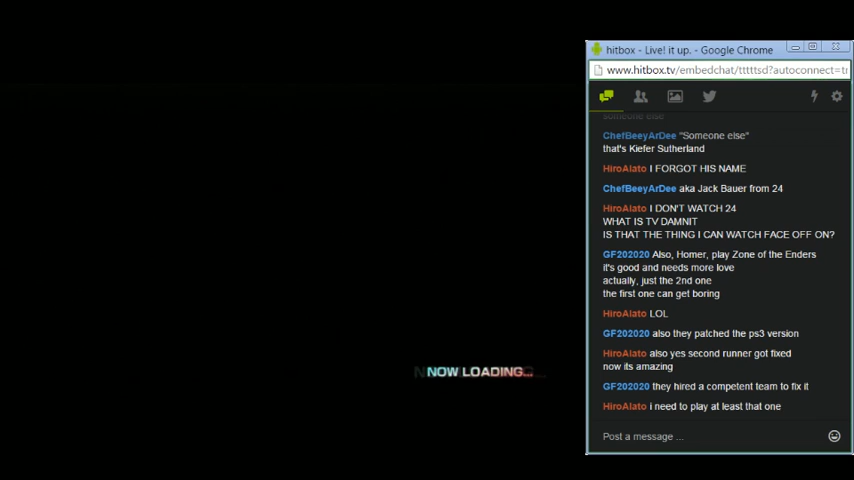 hitbox - Live! it up. - Google Chrome
www.hitbox.tv/embedchat/tttttsd?autoconnect=tr
someone else
ChefBeeyArDee "Someone else"
that's Kiefer Sutherland
HiroAlato I FORGOT HIS NAME
ChefBeeyArDee aka Jack Bauer from 24
HiroAlato I DON'T WATCH 24
WHAT IS TV DAMNIT
IS THAT THE THING I CAN WATCH FACE OFF ON?
GF202020 Also, Homer, play Zone of the Enders
it's good and needs more love
actually, just the 2nd one
the first one can get boring
HiroAlato LOL
GF202020 also they patched the ps3 version
HiroAlato also yes second runner got fixed
now its amazing
GF202020 they hired a competent team to fix it
HiroAlato i need to play at least that one
Post a message ...
NOW LOADING...